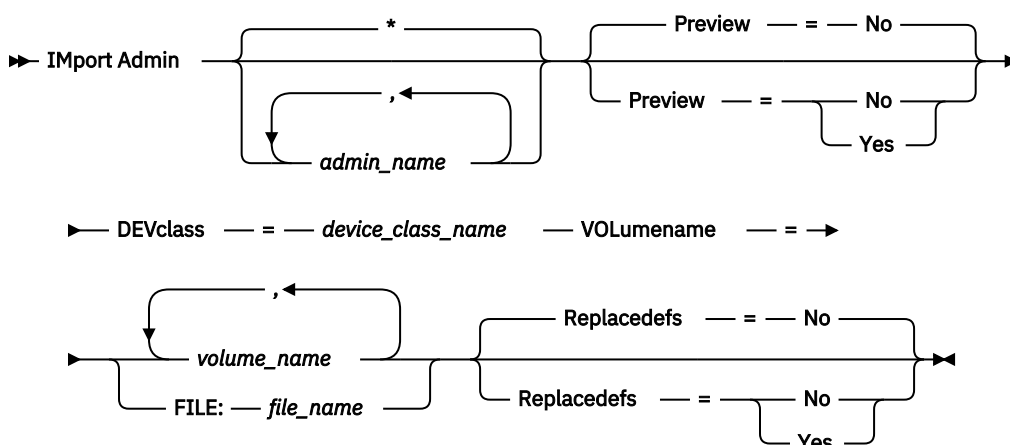 *
Preview = No
IMport Admin
,
Preview = No
Yes
admin_name
DEVclass = device_class_name VOLumename =
,
Replacedefs = No
volume_name
FILE: file_name
Replacedefs = No
Yes